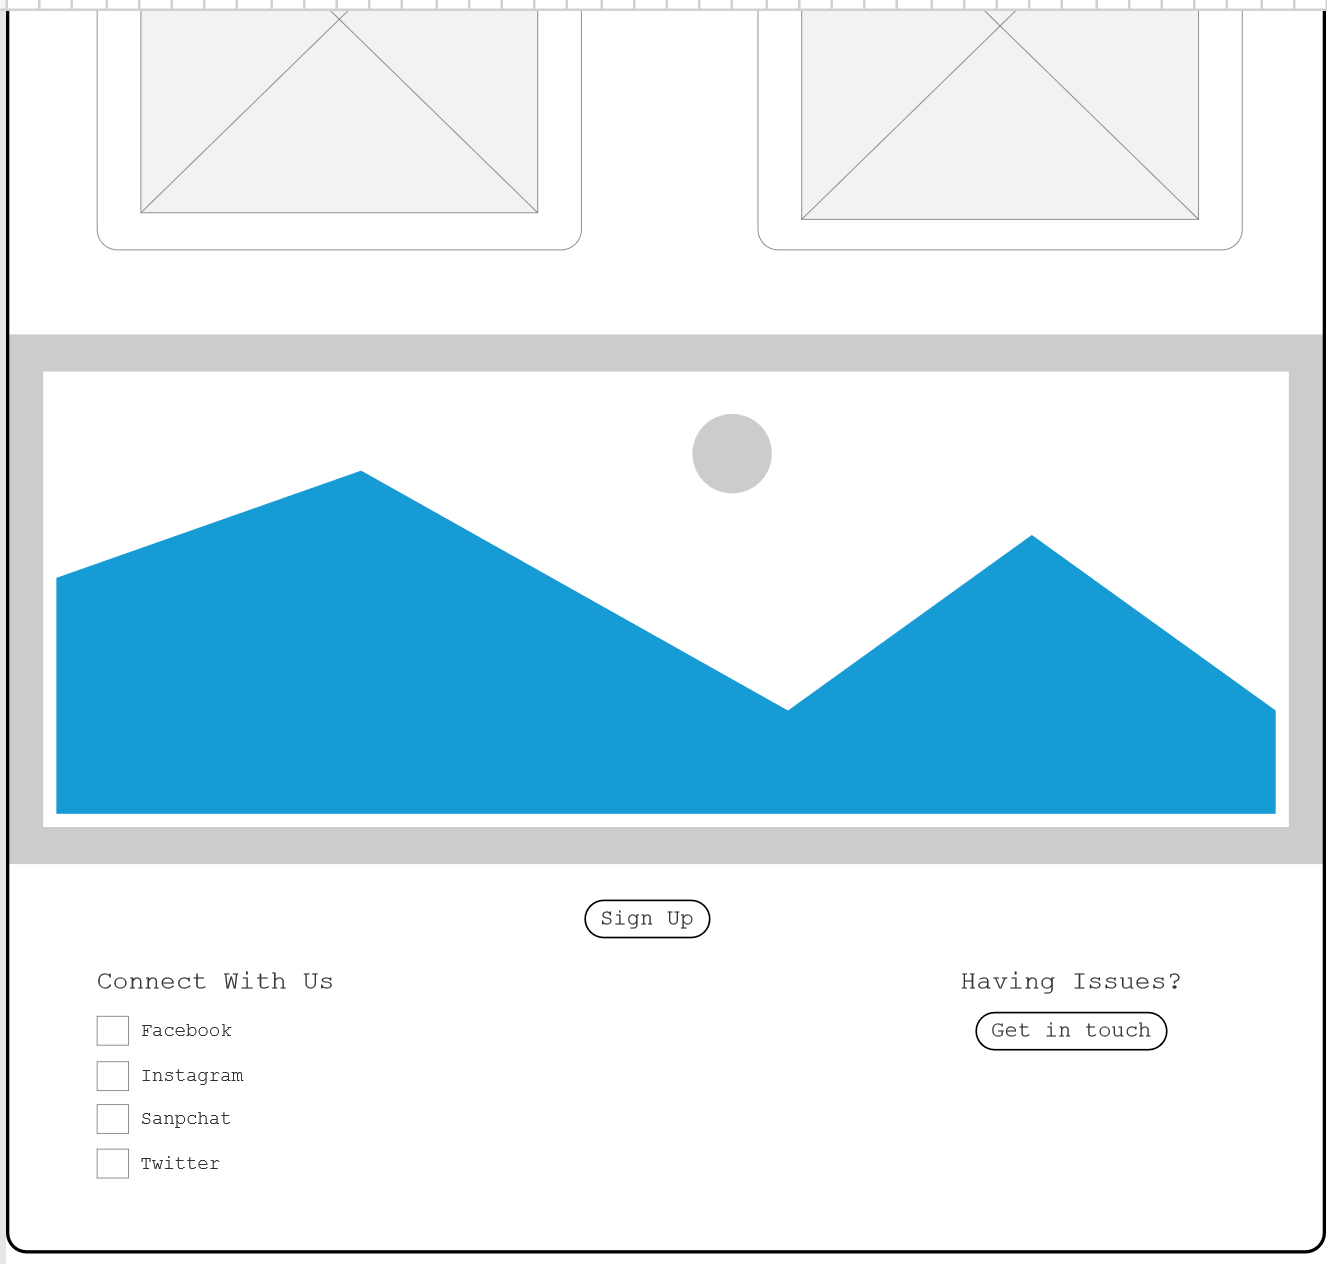 Sign Up
Connect With Us
Facebook
Instagram
Sanpchat
Twitter
Having Issues?
Get in touch